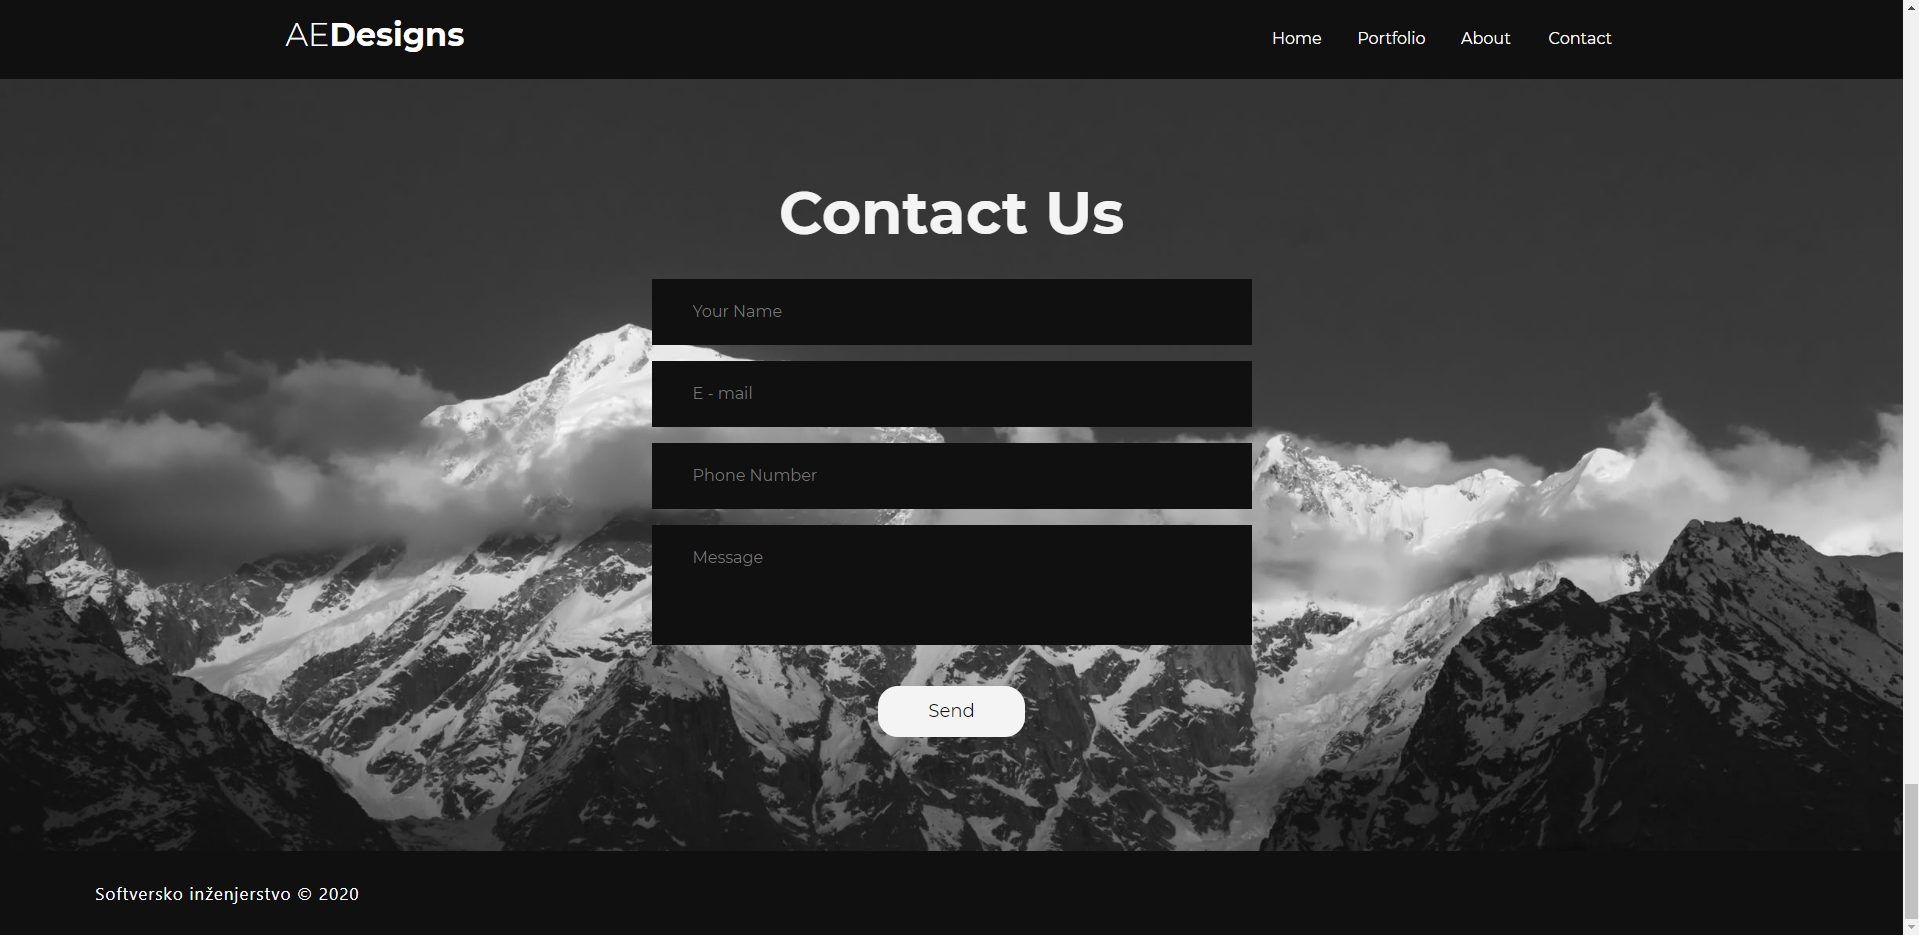 AEDesigns
Home Portfolio About Contact
Contact Us
Your Name
E - mail
Phone Number
Message
Send
Softversko inženjerstvo © 2020